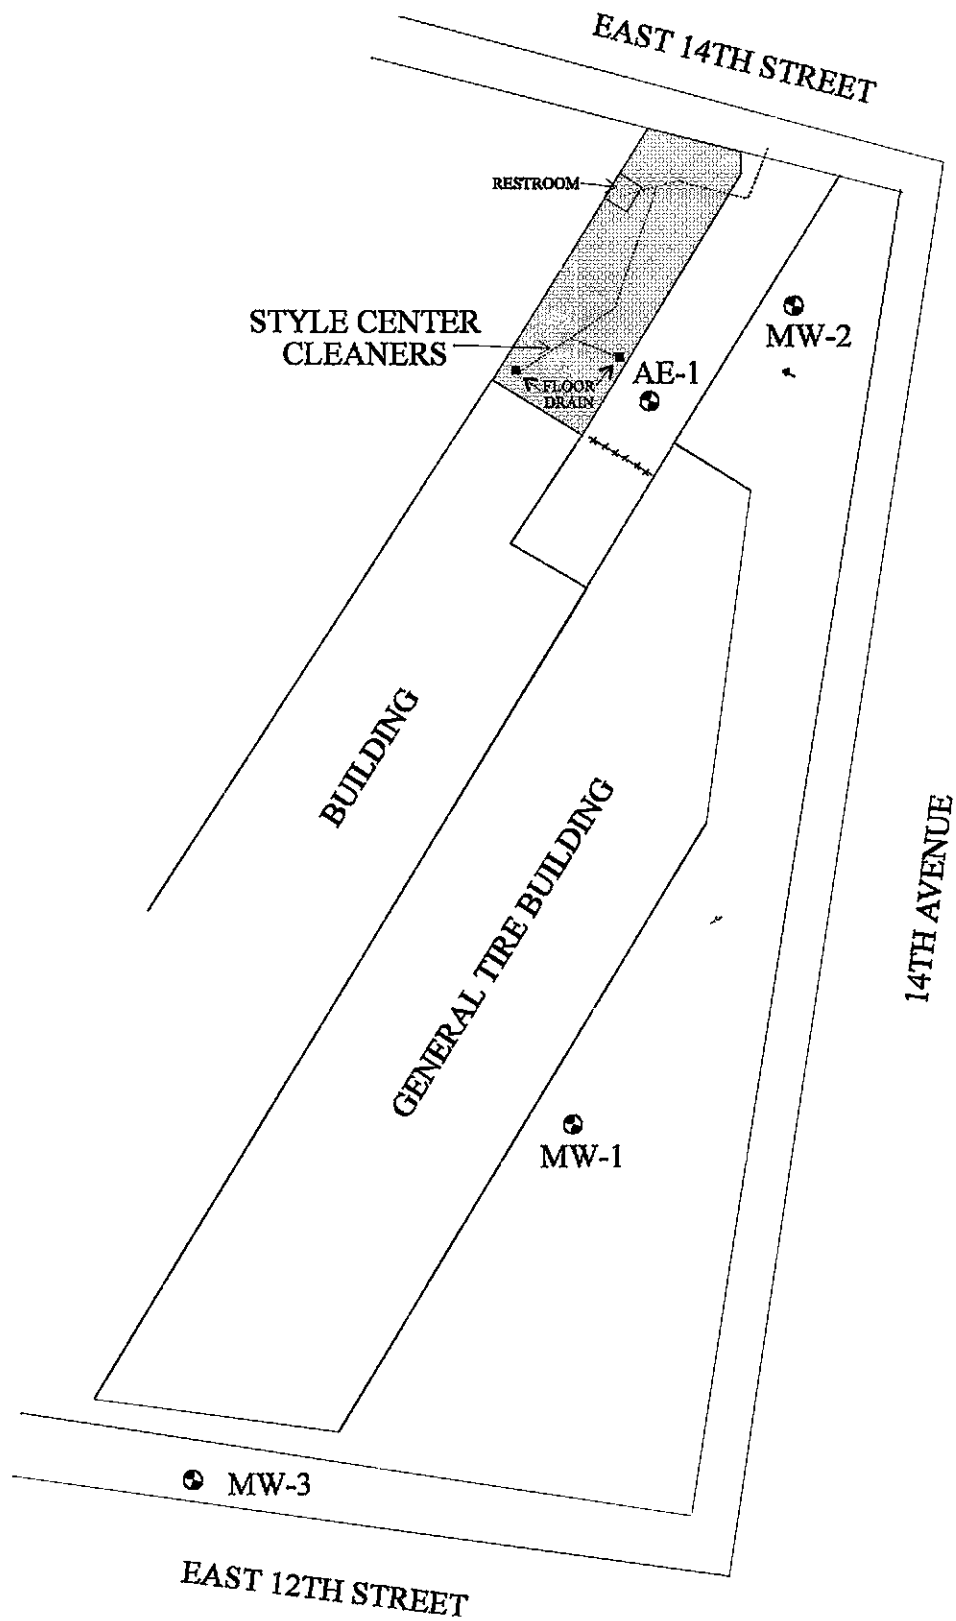 EAST 14TH STREET
RESTROOM
STYLE CENTER
CLEANERS
MW-2
AE-1
FLOOR
DRAIN
BUILDING
GENERAL TIRE BUILDING
14TH AVENUE
MW-1
MW-3
EAST 12TH STREET